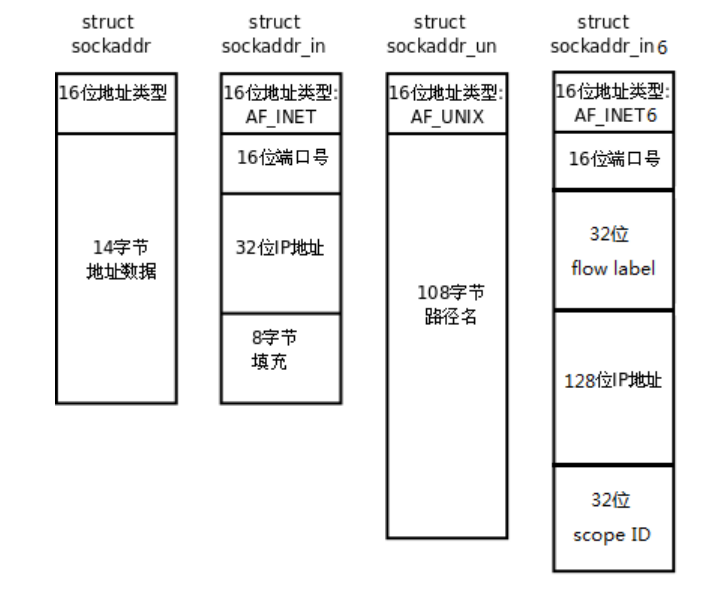 struct
sockaddr
16位地址类型
14字节
地址数据
struct
sockaddr_in
16位地址类型:
AF_INET
16位端口号
32位IP地址
8字节
填充
struct
sockaddr_un
16位地址类型:
AF_UNIX
108字节
路径名
struct
sockaddr_in6
16位地址类型:
AF_INET6
16位端口号
32位
flow label
128位IP地址
32位
scope ID